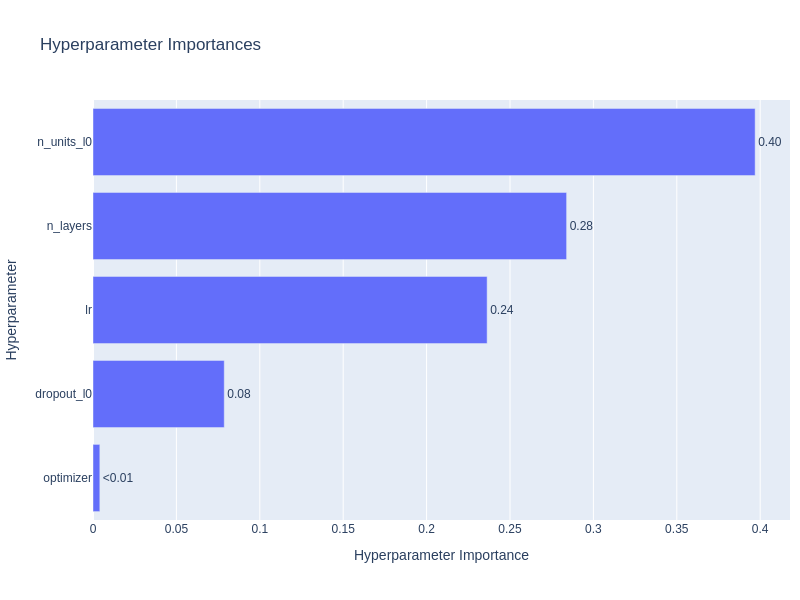 Hyperparameter Importances
n_units_l0
0.40
n_layers
0.28
lr
0.24
dropout_l0
0.08
optimizer
<0.01
0
0.05
0.1
0.15
0.2
0.25
0.3
0.35
0.4
Hyperparameter Importance
Hyperparameter